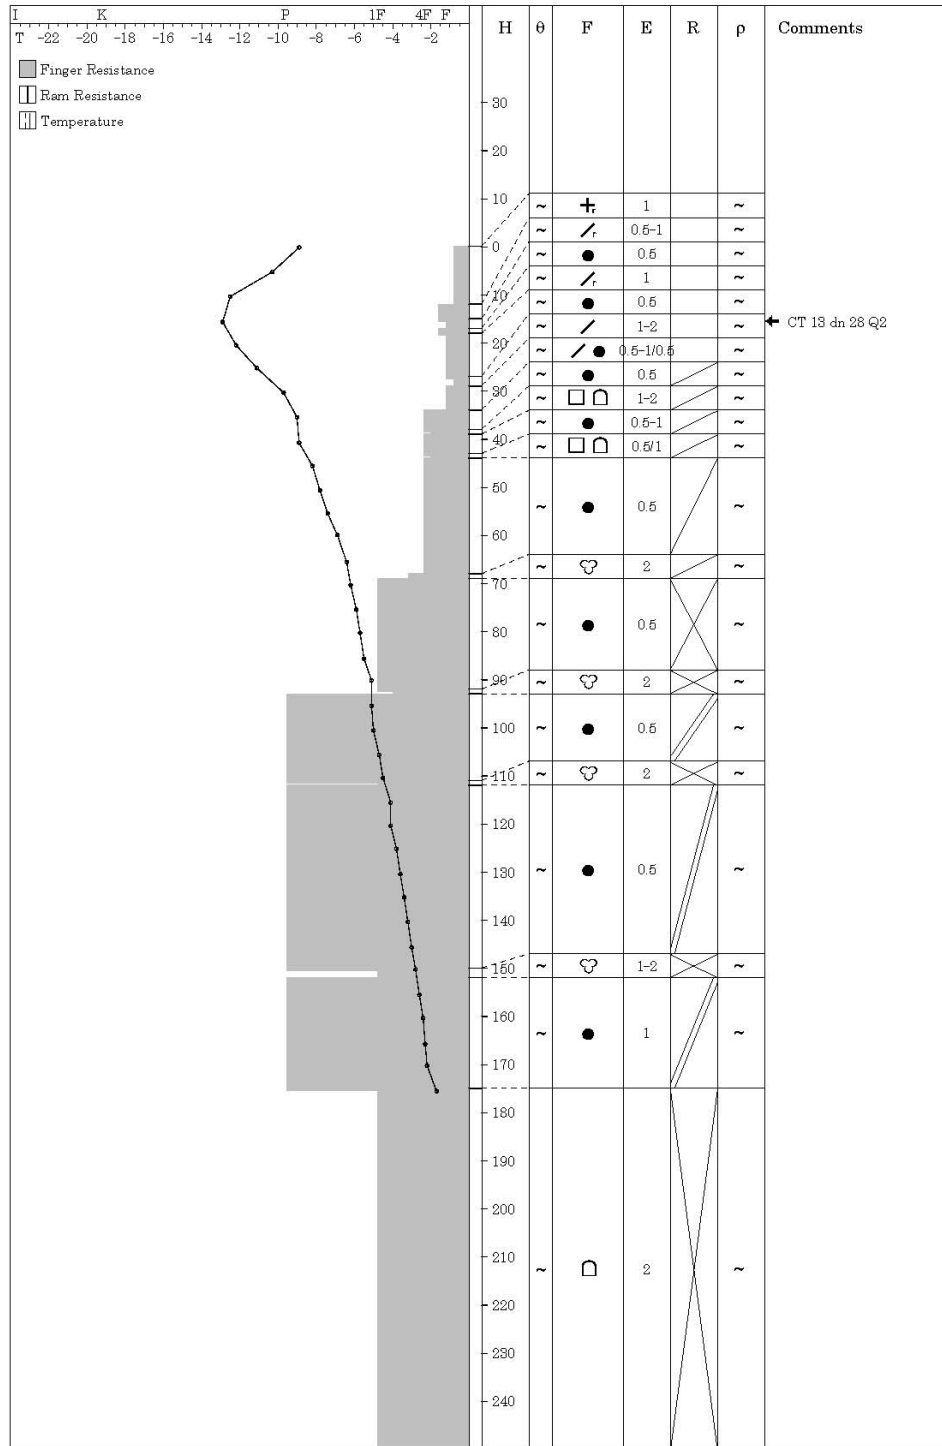 I K P 1F 4F F
T -22 -20 -18 -16 -14 -12 -10 -8 -6 -4 -2 H θ F E R ρ Comments
Finger Resistance
Ram Resistance
Temperature
30
20
10
~ r 1 ~
~ r 0.5-1 ~
0 ~ 0.5 ~
~ r 1 ~
10 ~ 0.5 ~
~ 1-2 ~ CT 13 dn 28 Q2
20 ~ 0.5-1/0.5 ~
~ 0.5 ~
30 ~ 1-2 ~
~ 0.5-1 ~
40 ~ 0.5/1 ~
50
~ 0.5 ~
60
~ 2 ~
70
~ 0.5 ~
80
90 ~ 2 ~
100 ~ 0.5 ~
110 ~ 2 ~
120
130 ~ 0.5 ~
140
150 ~ 1-2 ~
160
~ 1 ~
170
180
190
200
210
~ 2 ~
220
230
240